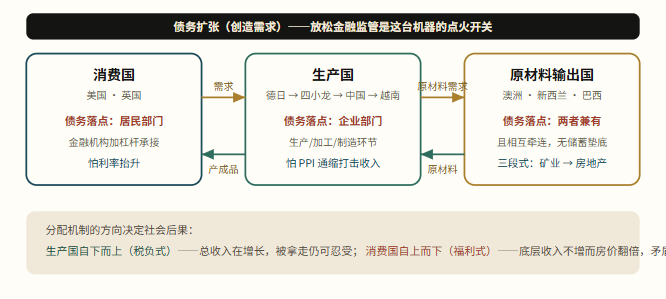 债务扩张（创造需求）——放松金融监管是这台机器的点火开关
消费国
美国 · 英国
债务落点：居民部门
金融机构加杠杆承接
怕利率抬升
需求
产成品
生产国
德日 → 四小龙 → 中国 → 越南
债务落点：企业部门
生产/加工/制造环节
怕 PPI 通缩打击收入
原材料需求
原材料
原材料输出国
澳洲 · 新西兰 · 巴西
债务落点：两者兼有
且相互牵连，无储蓄垫底
三段式：矿业 → 房地产
分配机制的方向决定社会后果：
生产国自下而上（税负式）——总收入在增长，被拿走仍可忍受；消费国自上而下（福利式）——底层收入不增而房价翻倍，矛盾